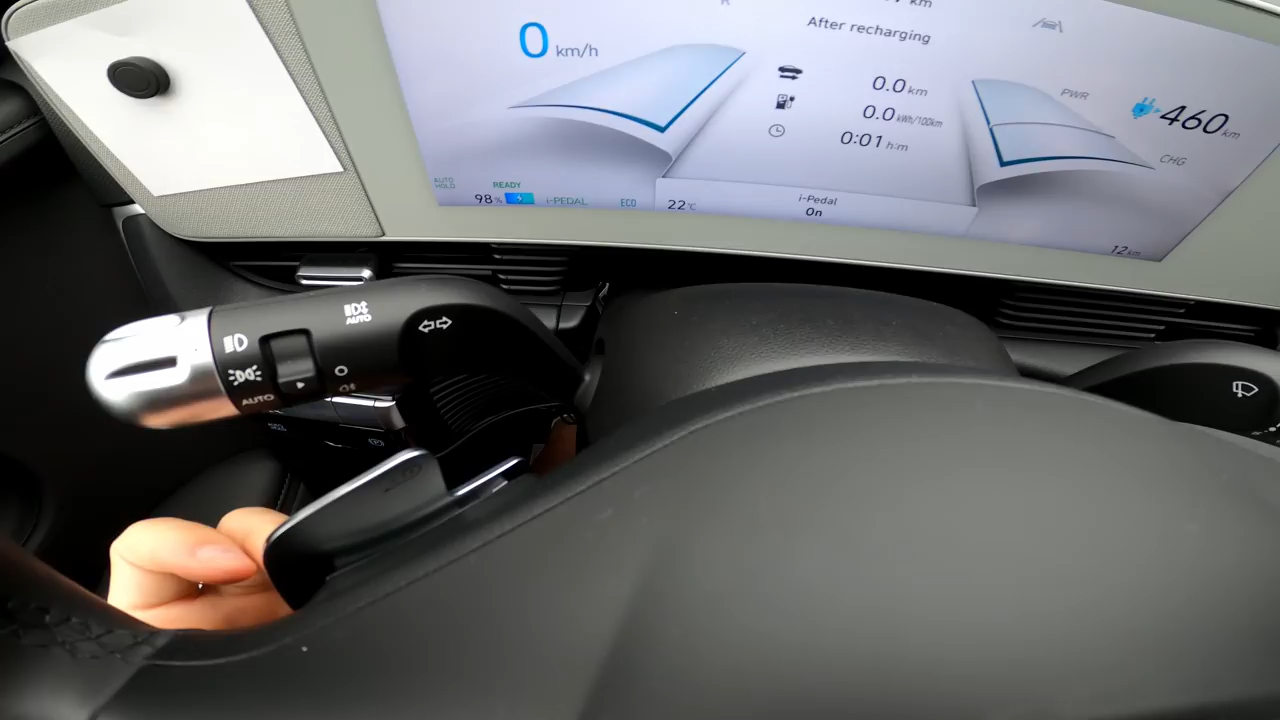 km
After recharging
0 km/h
0.0 km
0.0 kWh/100km
0:01 h:m
PWR
460 km
CHG
AUTO HOLD
READY
98 %
i-PEDAL
ECO
22°C
i-Pedal
On
12 km
AUTO
AUTO